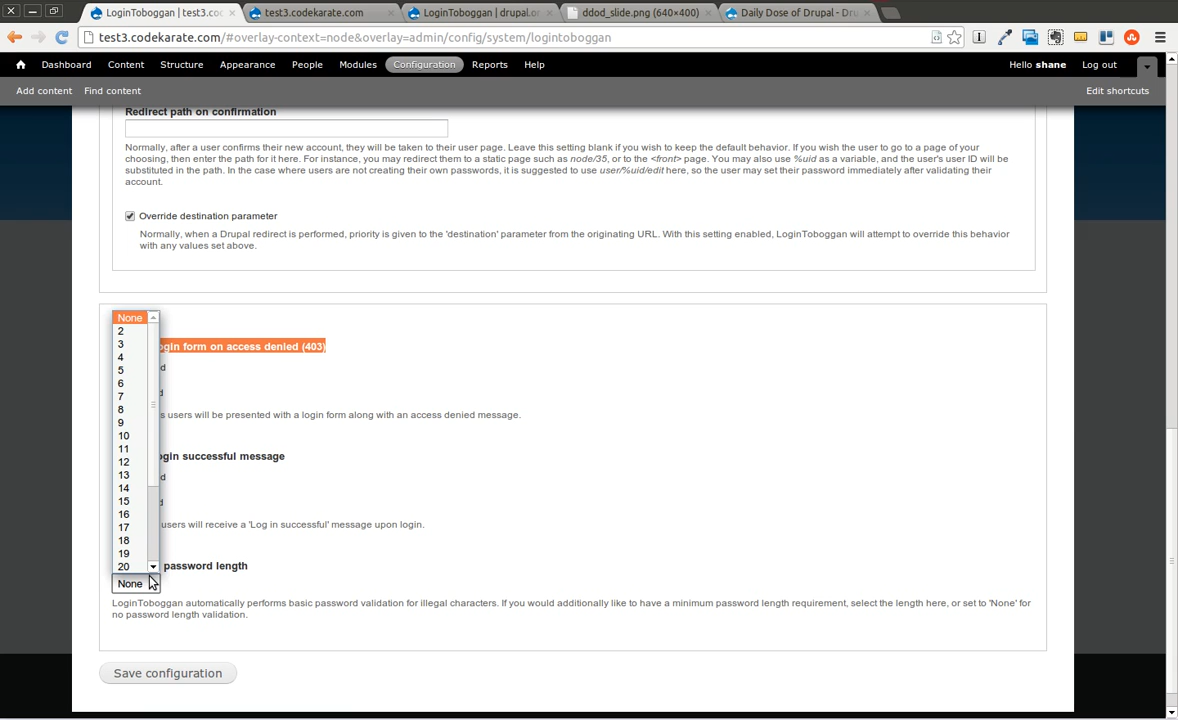 LoginToboggan | test3.co
test3.codekarate.com
LoginToboggan | drupal.or
ddod_slide.png (640×400)
Daily Dose of Drupal - Dru
test3.codekarate.com/#overlay-context=node&overlay=admin/config/system/logintoboggan
Dashboard Content Structure Appearance People Modules Configuration Reports Help Hello shane Log out
Add content Find content Edit shortcuts
Redirect path on confirmation
Normally, after a user confirms their new account, they will be taken to their user page. Leave this setting blank if you wish to keep the default behavior. If you wish the user to go to a page of your
choosing, then enter the path for it here. For instance, you may redirect them to a static page such as node/35, or to the <front> page. You may also use %uid as a variable, and the user's user ID will be
substituted in the path. In the case where users are not creating their own passwords, it is suggested to use user/%uid/edit here, so the user may set their password immediately after validating their
account.
Override destination parameter
Normally, when a Drupal redirect is performed, priority is given to the 'destination' parameter from the originating URL. With this setting enabled, LoginToboggan will attempt to override this behavior
with any values set above.
None
2
3 ogin form on access denied (403)
4
5 d
6
7 d
8
9 s users will be presented with a login form along with an access denied message.
10
11
12 ogin successful message
13 d
14
15 d
16
17 users will receive a 'Log in successful' message upon login.
18
19
20 password length
None
LoginToboggan automatically performs basic password validation for illegal characters. If you would additionally like to have a minimum password length requirement, select the length here, or set to 'None' for
no password length validation.
Save configuration